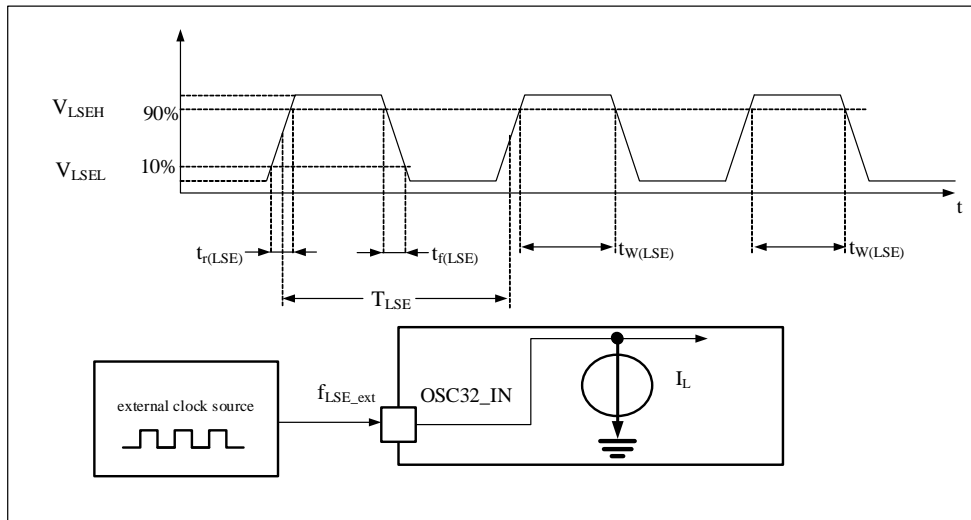 V_LSEH
90%
10%
V_LSEL
t
t_r(LSE)
t_f(LSE)
t_W(LSE)
t_W(LSE)
T_LSE
external clock source
f_LSE_ext
OSC32_IN
I_L